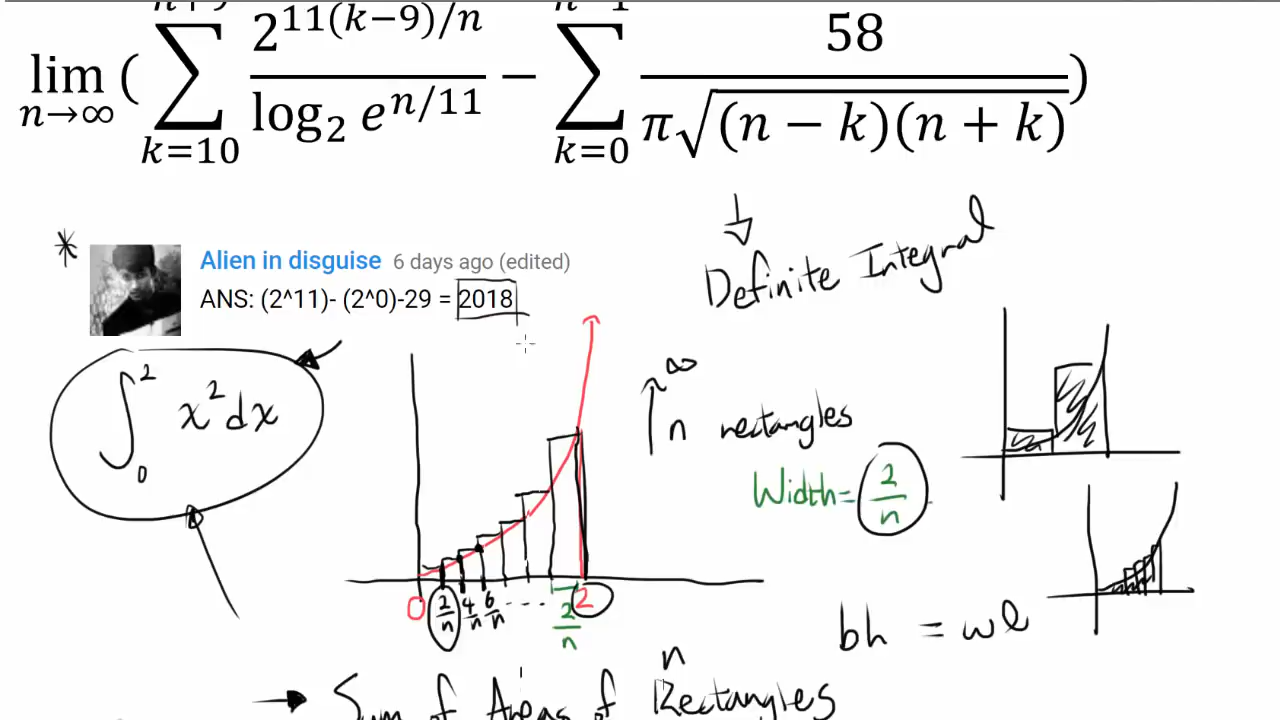 lim n→∞ ( ∑ k=10 2^{11(k−9)/n} / log₂ e^{n/11} − ∑ k=0 58 / π√(n − k)(n + k) )
*
Alien in disguise 6 days ago (edited)
ANS: (2^11)- (2^0)-29 = 2018
Definite Integral
∫₀² x² dx
∞
n rectangles
Width = 2/n
0 2/n 4/n 6/n ...... 2/n 2
bh = wl
n
→ Sum of Areas of Rectangles